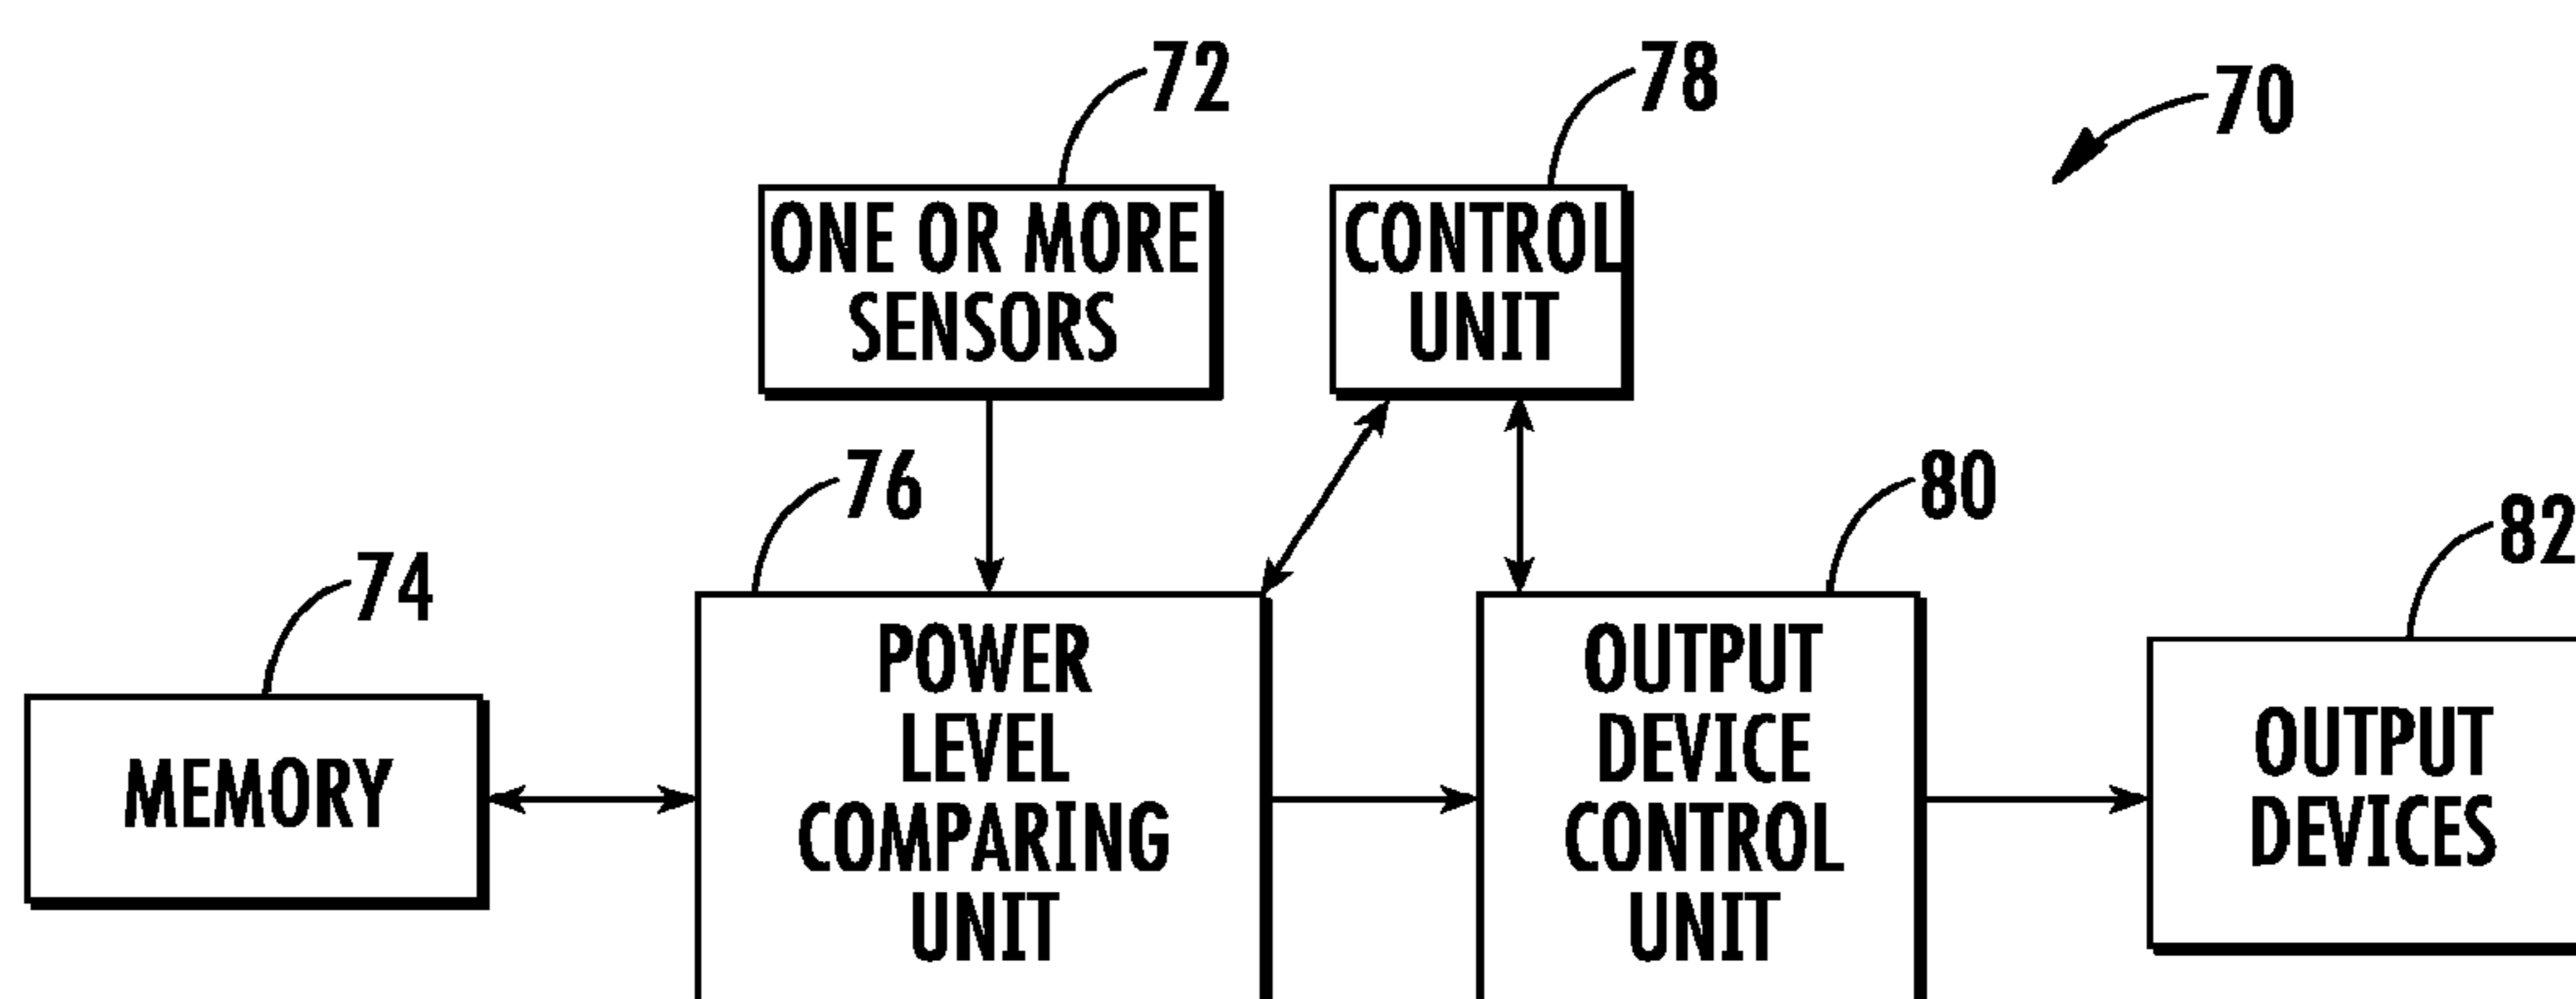 72
78
70
ONE OR MORE
SENSORS
CONTROL
UNIT
76
80
82
74
POWER
LEVEL
COMPARING
UNIT
OUTPUT
DEVICE
CONTROL
UNIT
OUTPUT
DEVICES
MEMORY